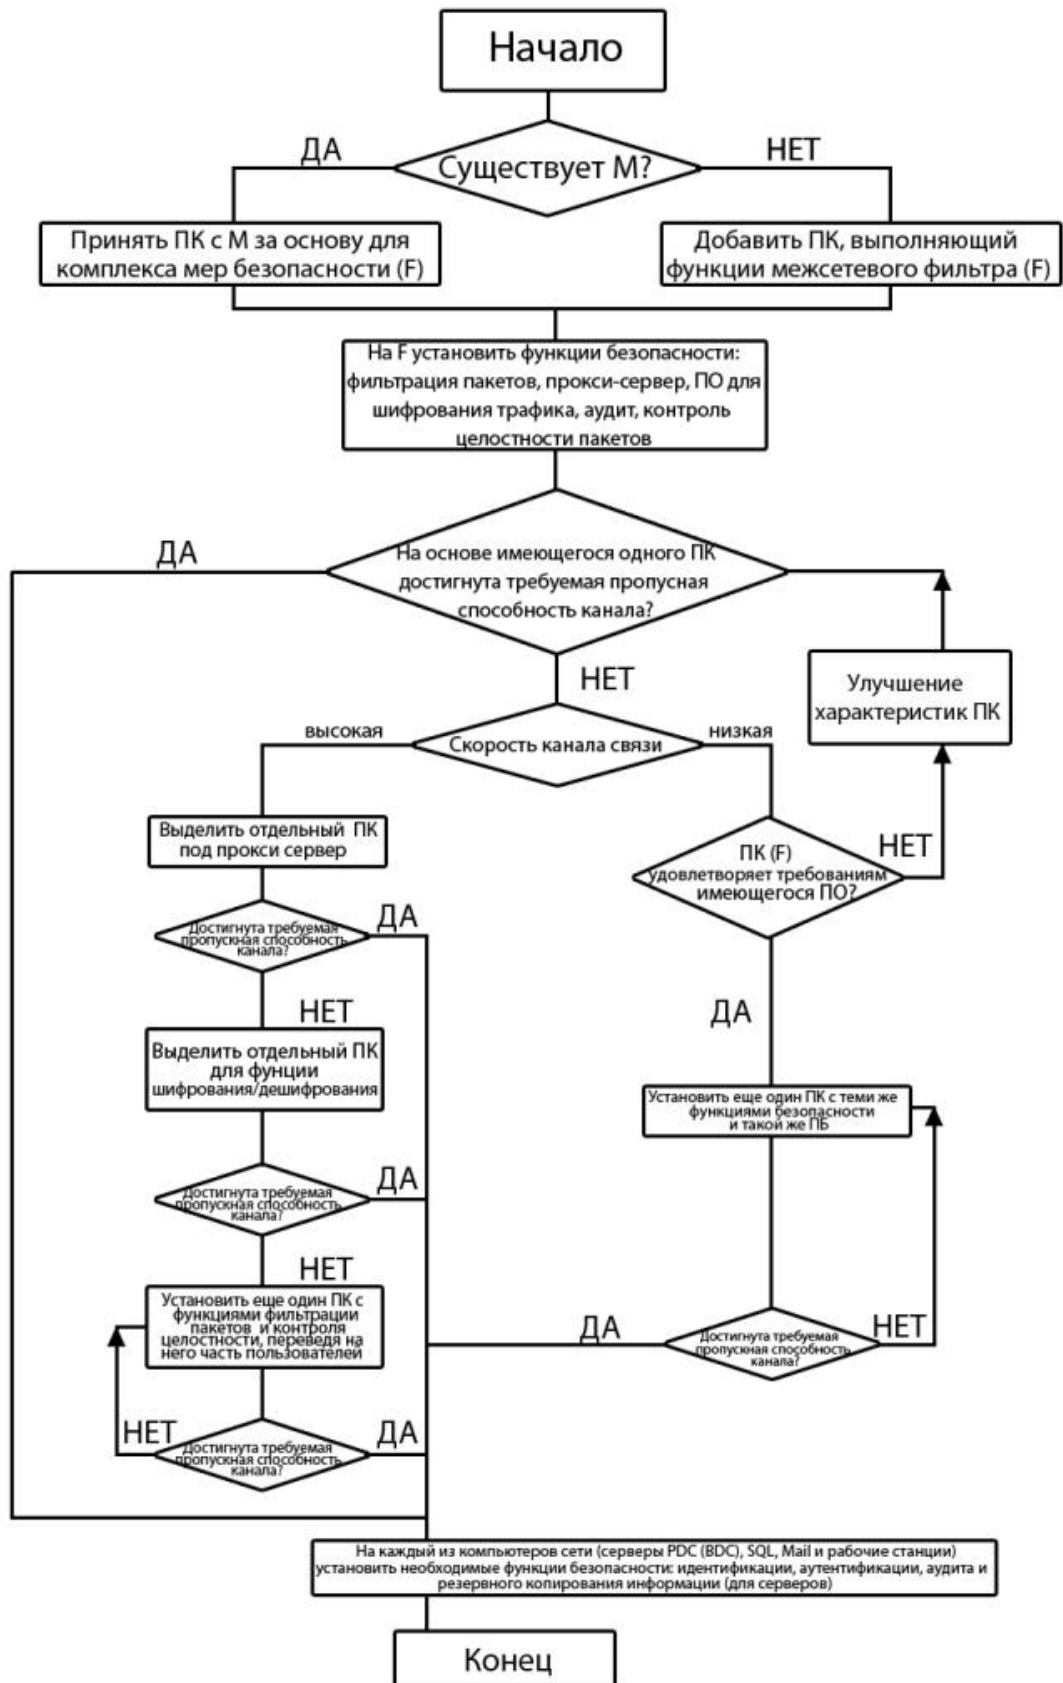 Начало
ДА
НЕТ
Существует М?
Принять ПК с М за основу для
комплекса мер безопасности (F)
Добавить ПК, выполняющий
функции межсетевого фильтра (F)
На F установить функции безопасности:
фильтрация пакетов, прокси-сервер, ПО для
шифрования трафика, аудит, контроль
целостности пакетов
ДА
На основе имеющегося одного ПК
достигнута требуемая пропусная
способность канала?
НЕТ
Улучшение
характеристик ПК
высокая
Скорость канала связи
низкая
Выделить отдельный ПК
под прокси сервер
ПК (F)
удовлетворяет требованиям
имеющегося ПО?
НЕТ
ДА
Достигнута требуемая
пропускная способность
канала?
НЕТ
ДА
Выделить отдельный ПК
для фунции
шифрования/дешифрования
Установить еще один ПК с теми же
функциями безопасности
и такой же ПБ
ДА
Достигнута требуемая
пропускная способность
канала?
НЕТ
Установить еще один ПК с
функциями фильтрации
пакетов и контроля
целостности, переведя на
него часть пользователей
ДА
НЕТ
Достигнута требуемая
пропускная способность
канала?
НЕТ
ДА
Достигнута требуемая
пропускная способность
канала?
На каждый из компьютеров сети (серверы PDC (BDC), SQL, Mail и рабочие станции)
установить необходимые функции безопасности: идентификации, аутентификации, аудита и
резервного копирования информации (для серверов)
Конец